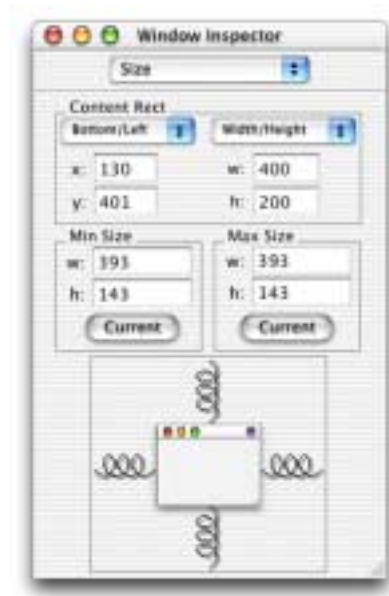 Window Inspector
Size
Content Rect
Bottom/Left Width/Height
x: 130 w: 400
y: 401 h: 200
Min Size Max Size
w: 393 w: 393
h: 143 h: 143
Current Current